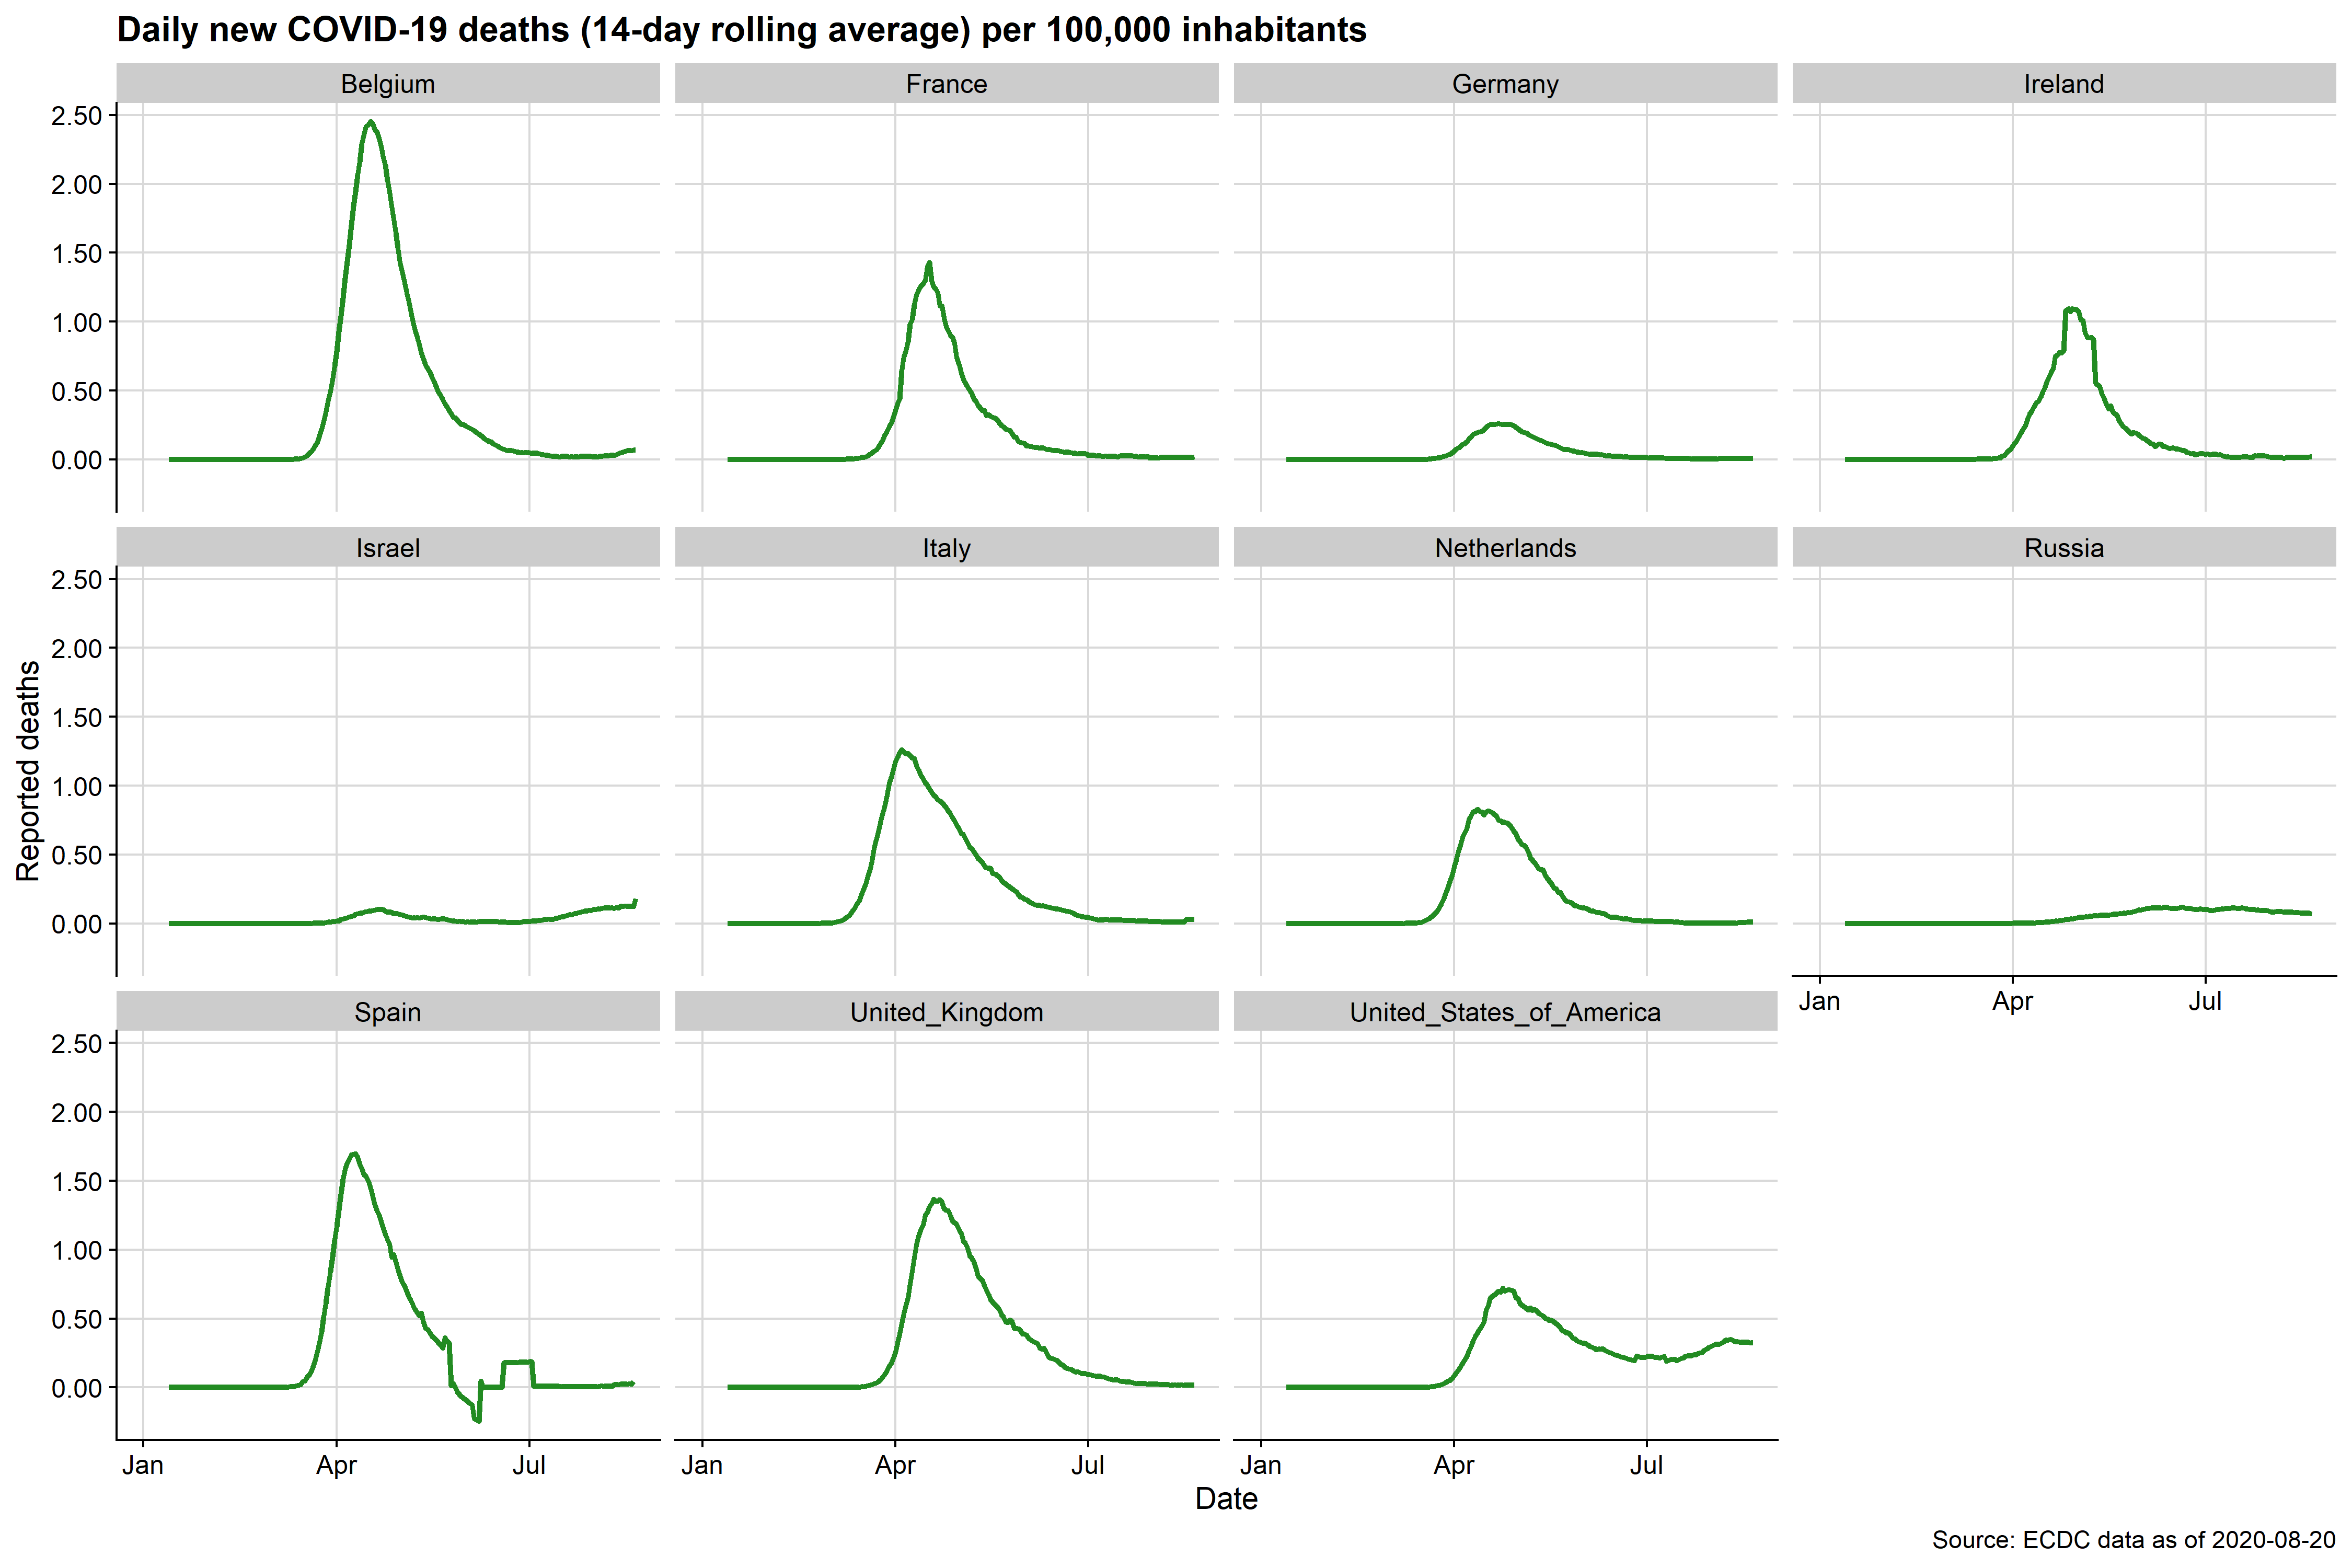 Daily new COVID-19 deaths (14-day rolling average) per 100,000 inhabitants
Belgium France Germany Ireland
2.50
2.00
1.50
1.00
0.50
0.00
Israel Italy Netherlands Russia
2.50
2.00
1.50
1.00
0.50
0.00
Reported deaths
Jan Apr Jul
Spain United_Kingdom United_States_of_America
2.50
2.00
1.50
1.00
0.50
0.00
Jan Apr Jul Jan Apr Jul Jan Apr Jul
Date
Source: ECDC data as of 2020-08-20